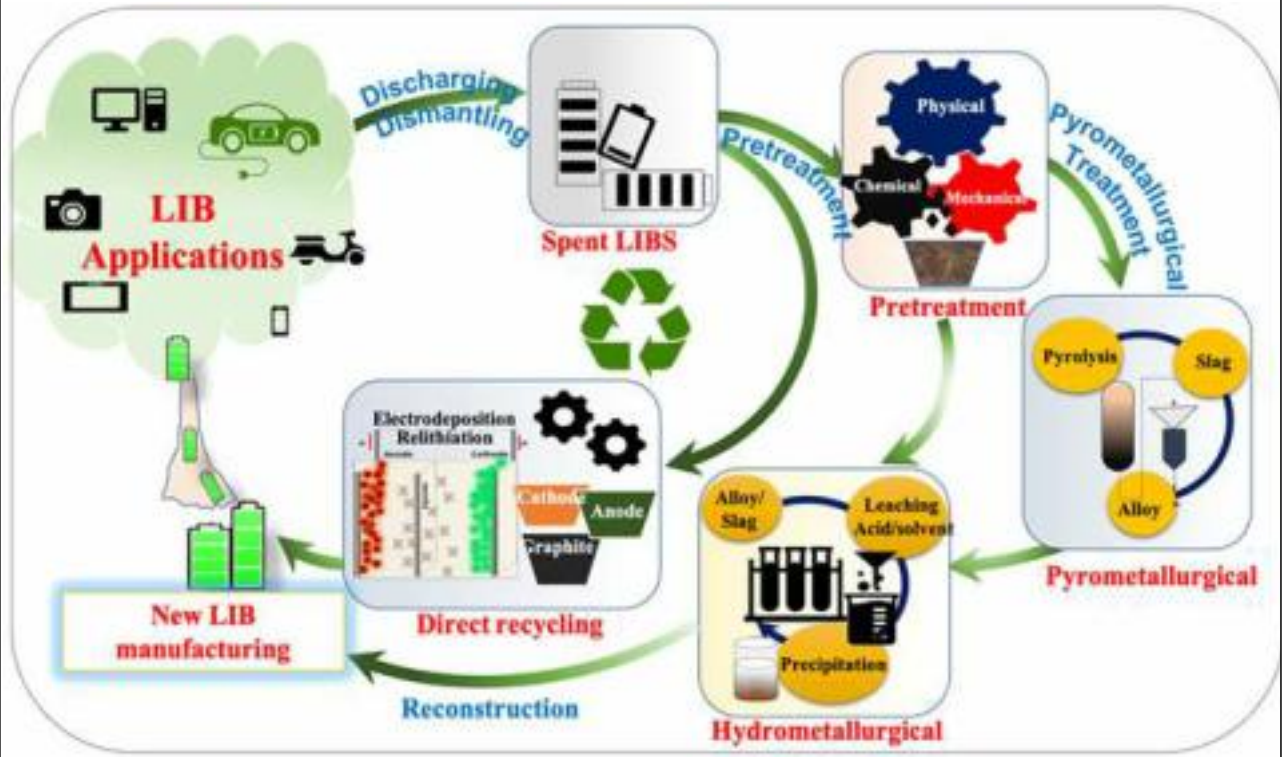 LIB
Applications
Discharging
Dismantling
Spent LIBS
Pretreatment
Physical
Chemical
Mechanical
Pretreatment
Pyrometallurgical
Treatment
Pyrolysis
Slag
Alloy
Pyrometallurgical
Electrodeposition
Relithiation
Cathode
Anode
Graphite
Direct recycling
Alloy/
Slag
Leaching
Acid/solvent
Precipitation
Hydrometallurgical
New LIB
manufacturing
Reconstruction